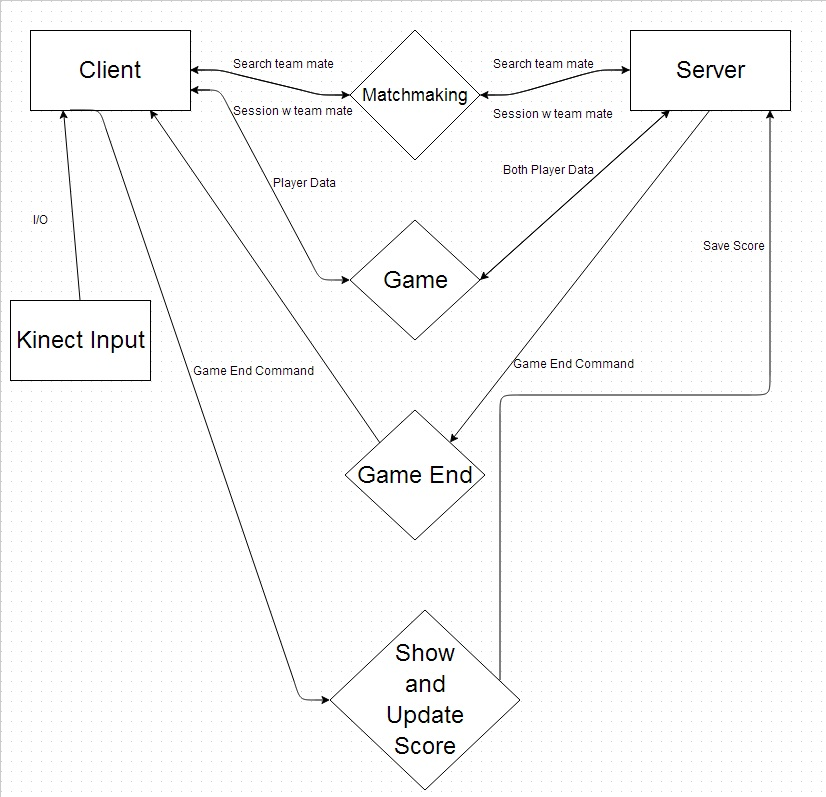 Client
Search team mate
Matchmaking
Search team mate
Server
Session w team mate
Session w team mate
Player Data
Both Player Data
I/O
Save Score
Game
Kinect Input
Game End Command
Game End Command
Game End
Show
and
Update
Score